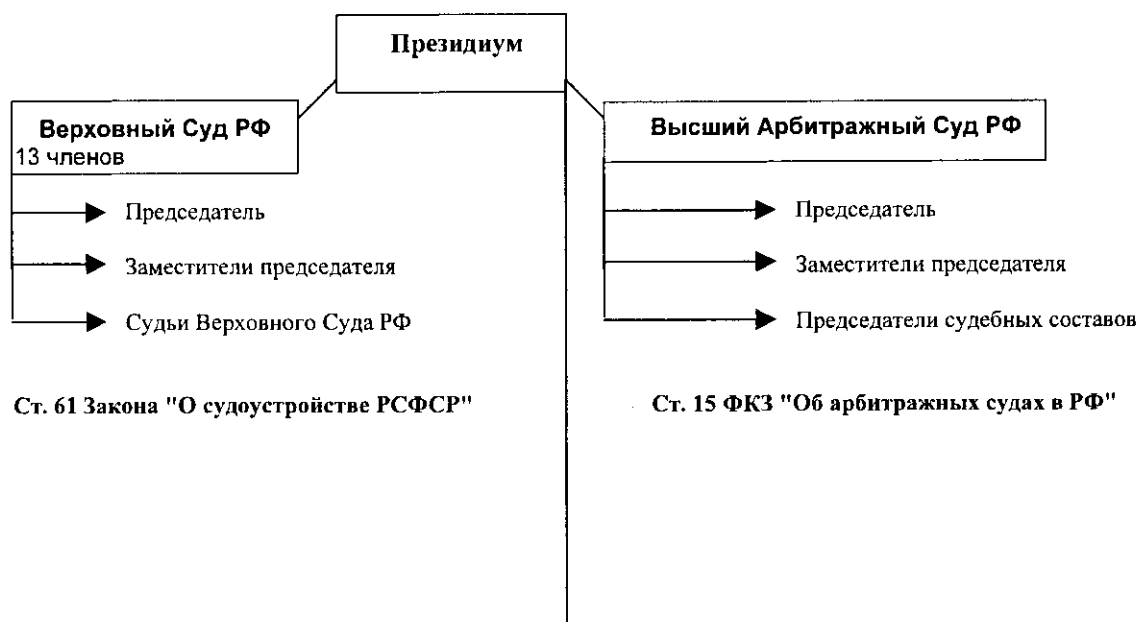 Президиум
Верховный Суд РФ
13 членов
Председатель
Заместители председателя
Судьи Верховного Суда РФ
Ст. 61 Закона "О судоустройстве РСФСР"
Высший Арбитражный Суд РФ
Председатель
Заместители председателя
Председатели судебных составов
Ст. 15 ФКЗ "Об арбитражных судах в РФ"